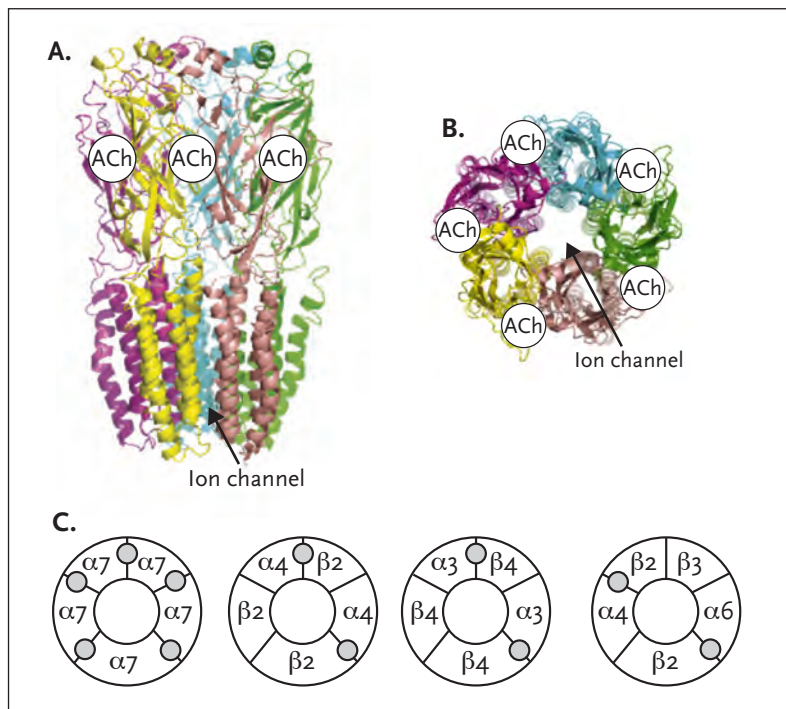 A.
ACh ACh ACh
Ion channel
B.
ACh
ACh
ACh
ACh
ACh
Ion channel
C.
α7 α7
α7 α7
α7
α4 β2
β2 α4
β2
α3 β4
β4 α3
β4
β2 β3
α4 α6
β2